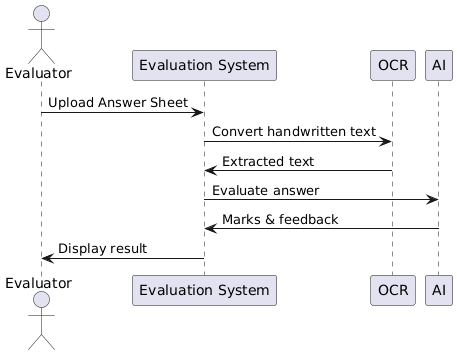 Evaluator
Evaluation System
OCR
AI
Upload Answer Sheet
Convert handwritten text
Extracted text
Evaluate answer
Marks & feedback
Display result
Evaluator
Evaluation System
OCR
AI